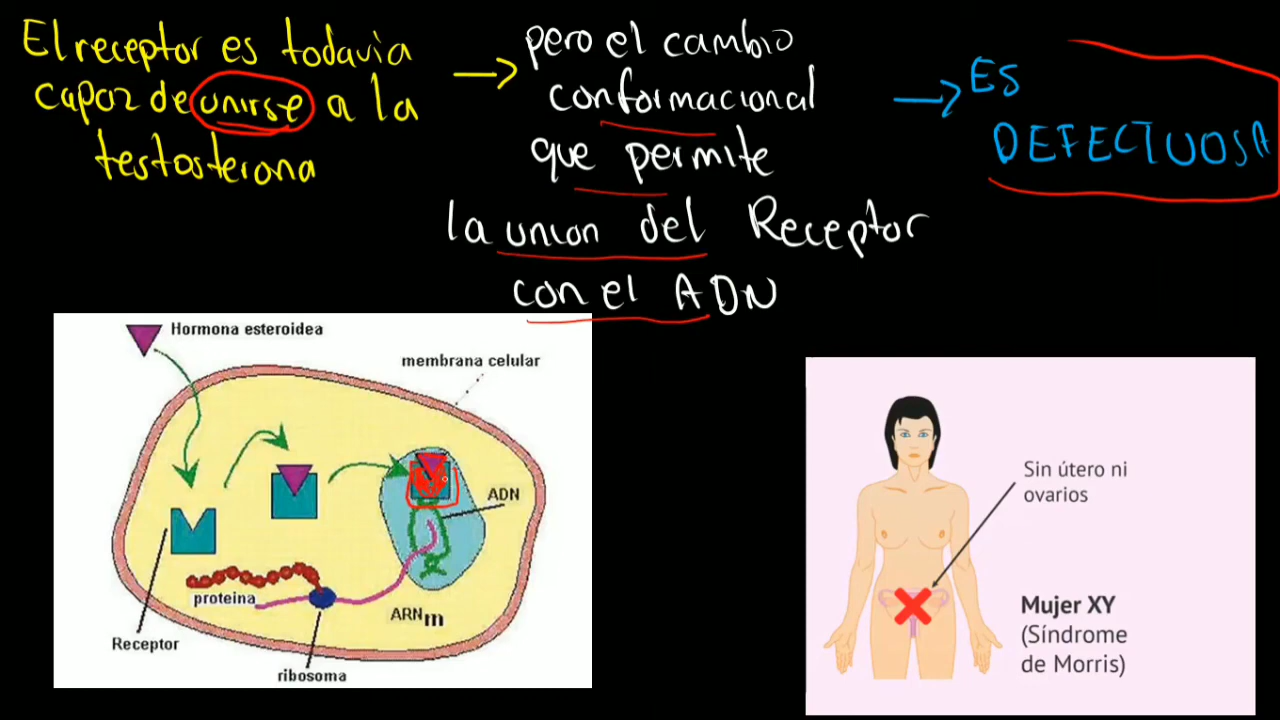 El receptor es todavia
capaz de unirse a la
testosterona
pero el cambio
conformacional
que permite
la union del Receptor
con el ADN
ES
DEFECTUOSA
Hormona esteroidea
membrana celular
ADN
proteina
ARNm
Receptor
ribosoma
Sin útero ni
ovarios
Mujer XY
(Síndrome
de Morris)